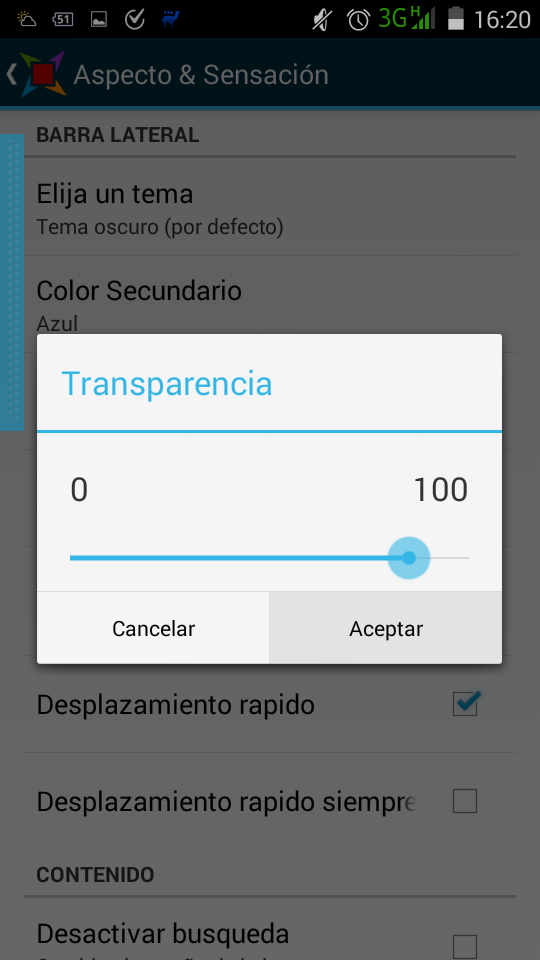 51
3G H
16:20
Aspecto & Sensación
BARRA LATERAL
Elija un tema
Tema oscuro (por defecto)
Color Secundario
Azul
Transparencia
0
100
Cancelar
Aceptar
Desplazamiento rapido
Desplazamiento rapido siempre
CONTENIDO
Desactivar busqueda